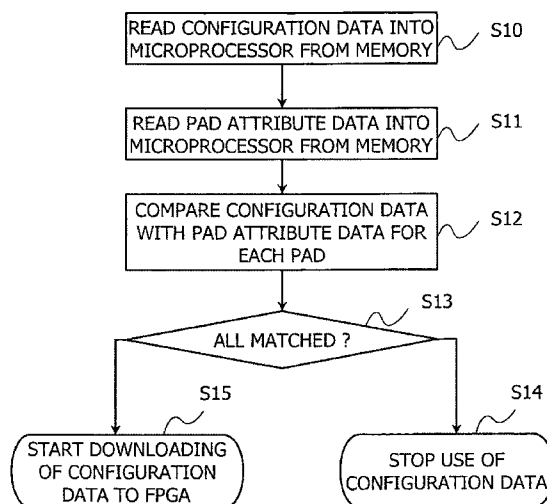 READ CONFIGURATION DATA INTO
MICROPROCESSOR FROM MEMORY
S10
READ PAD ATTRIBUTE DATA INTO
MICROPROCESSOR FROM MEMORY
S11
COMPARE CONFIGURATION DATA
WITH PAD ATTRIBUTE DATA FOR
EACH PAD
S12
S13
ALL MATCHED ?
S15
START DOWNLOADING
OF CONFIGURATION
DATA TO FPGA
S14
STOP USE OF
CONFIGURATION DATA